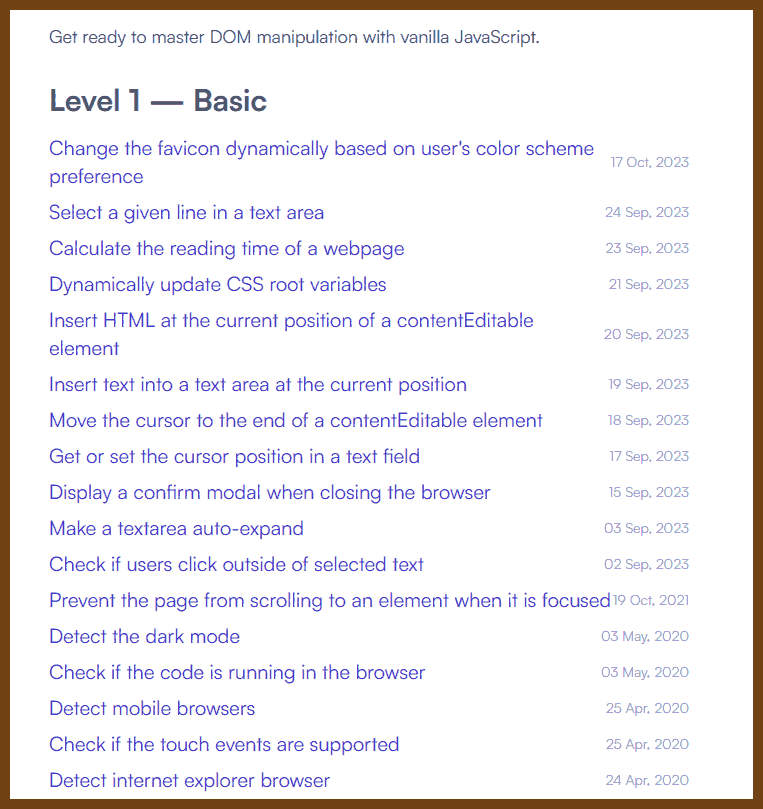 Get ready to master DOM manipulation with vanilla JavaScript.
Level 1 — Basic
Change the favicon dynamically based on user's color scheme
preference
17 Oct, 2023
Select a given line in a text area 24 Sep, 2023
Calculate the reading time of a webpage 23 Sep, 2023
Dynamically update CSS root variables 21 Sep, 2023
Insert HTML at the current position of a contentEditable
element
20 Sep, 2023
Insert text into a text area at the current position 19 Sep, 2023
Move the cursor to the end of a contentEditable element 18 Sep, 2023
Get or set the cursor position in a text field 17 Sep, 2023
Display a confirm modal when closing the browser 15 Sep, 2023
Make a textarea auto-expand 03 Sep, 2023
Check if users click outside of selected text 02 Sep, 2023
Prevent the page from scrolling to an element when it is focused 19 Oct, 2021
Detect the dark mode 03 May, 2020
Check if the code is running in the browser 03 May, 2020
Detect mobile browsers 25 Apr, 2020
Check if the touch events are supported 25 Apr, 2020
Detect internet explorer browser 24 Apr, 2020